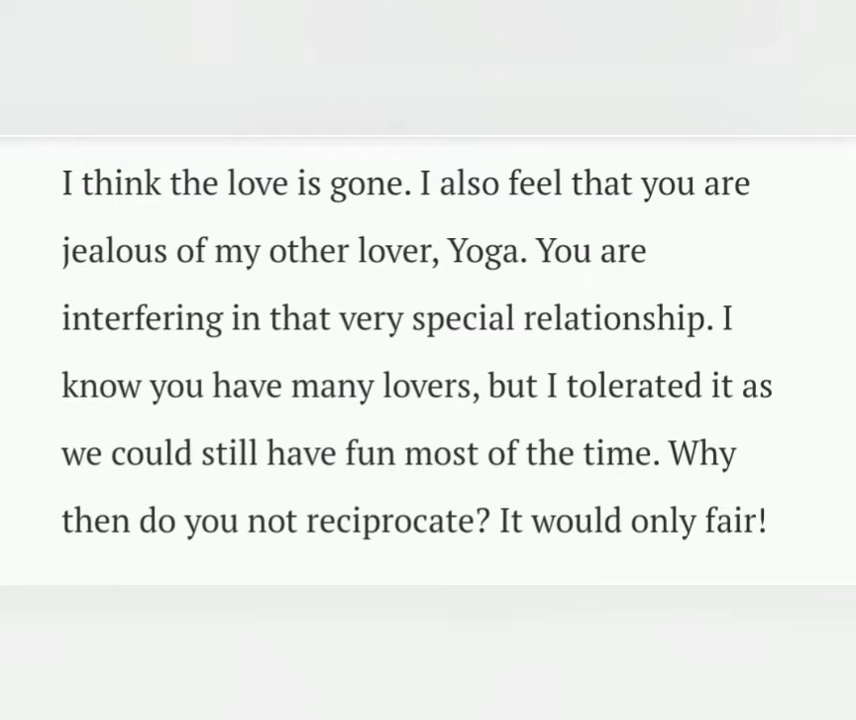 I think the love is gone. I also feel that you are
jealous of my other lover, Yoga. You are
interfering in that very special relationship. I
know you have many lovers, but I tolerated it as
we could still have fun most of the time. Why
then do you not reciprocate? It would only fair!